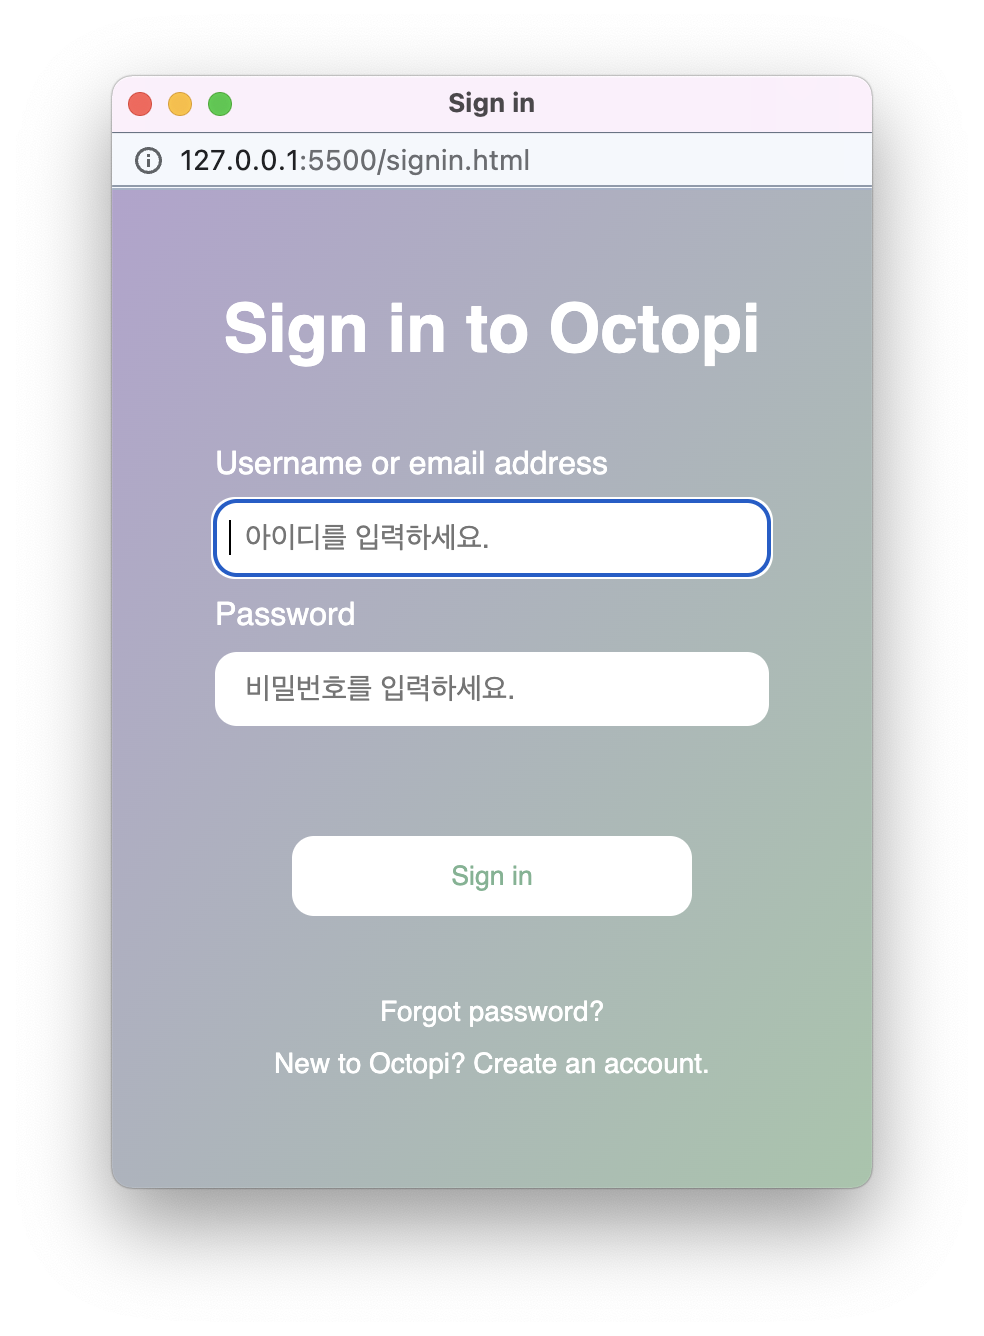 Sign in
127.0.0.1:5500/signin.html
Sign in to Octopi
Username or email address
아이디를 입력하세요.
Password
비밀번호를 입력하세요.
Sign in
Forgot password?
New to Octopi? Create an account.